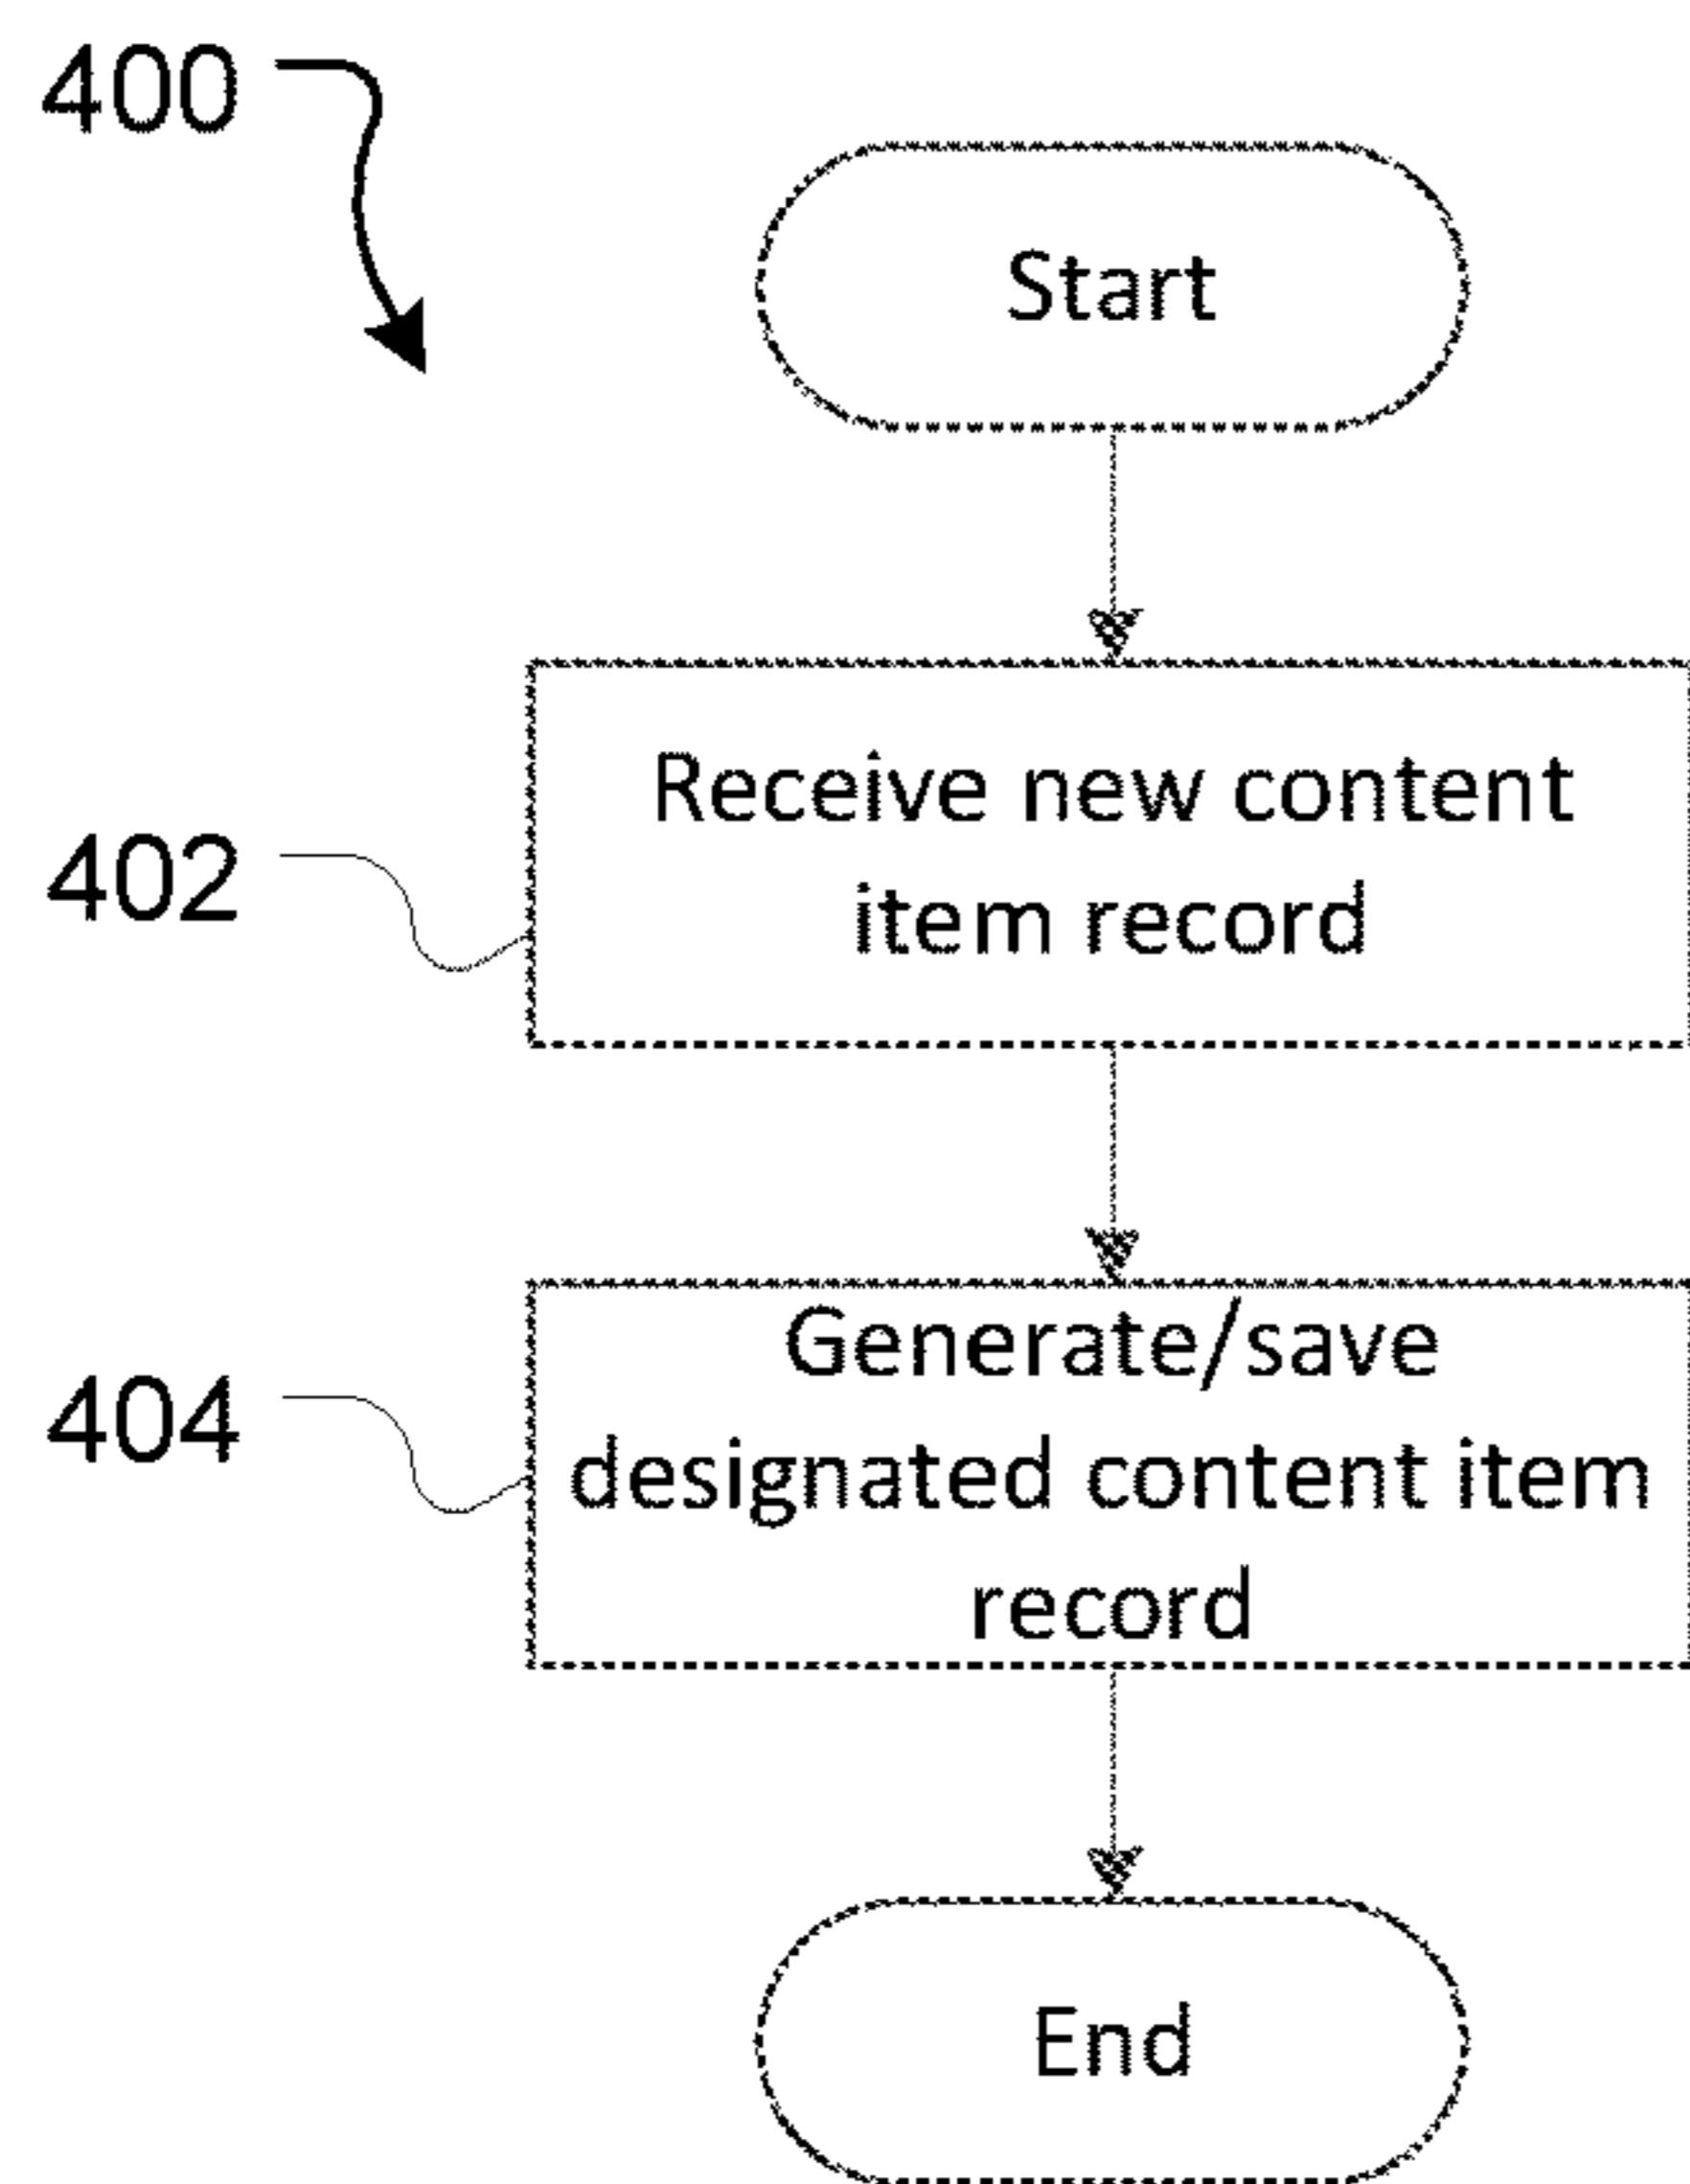 400
Start
402
Receive new content
item record
404
Generate/save
designated content item
record
End